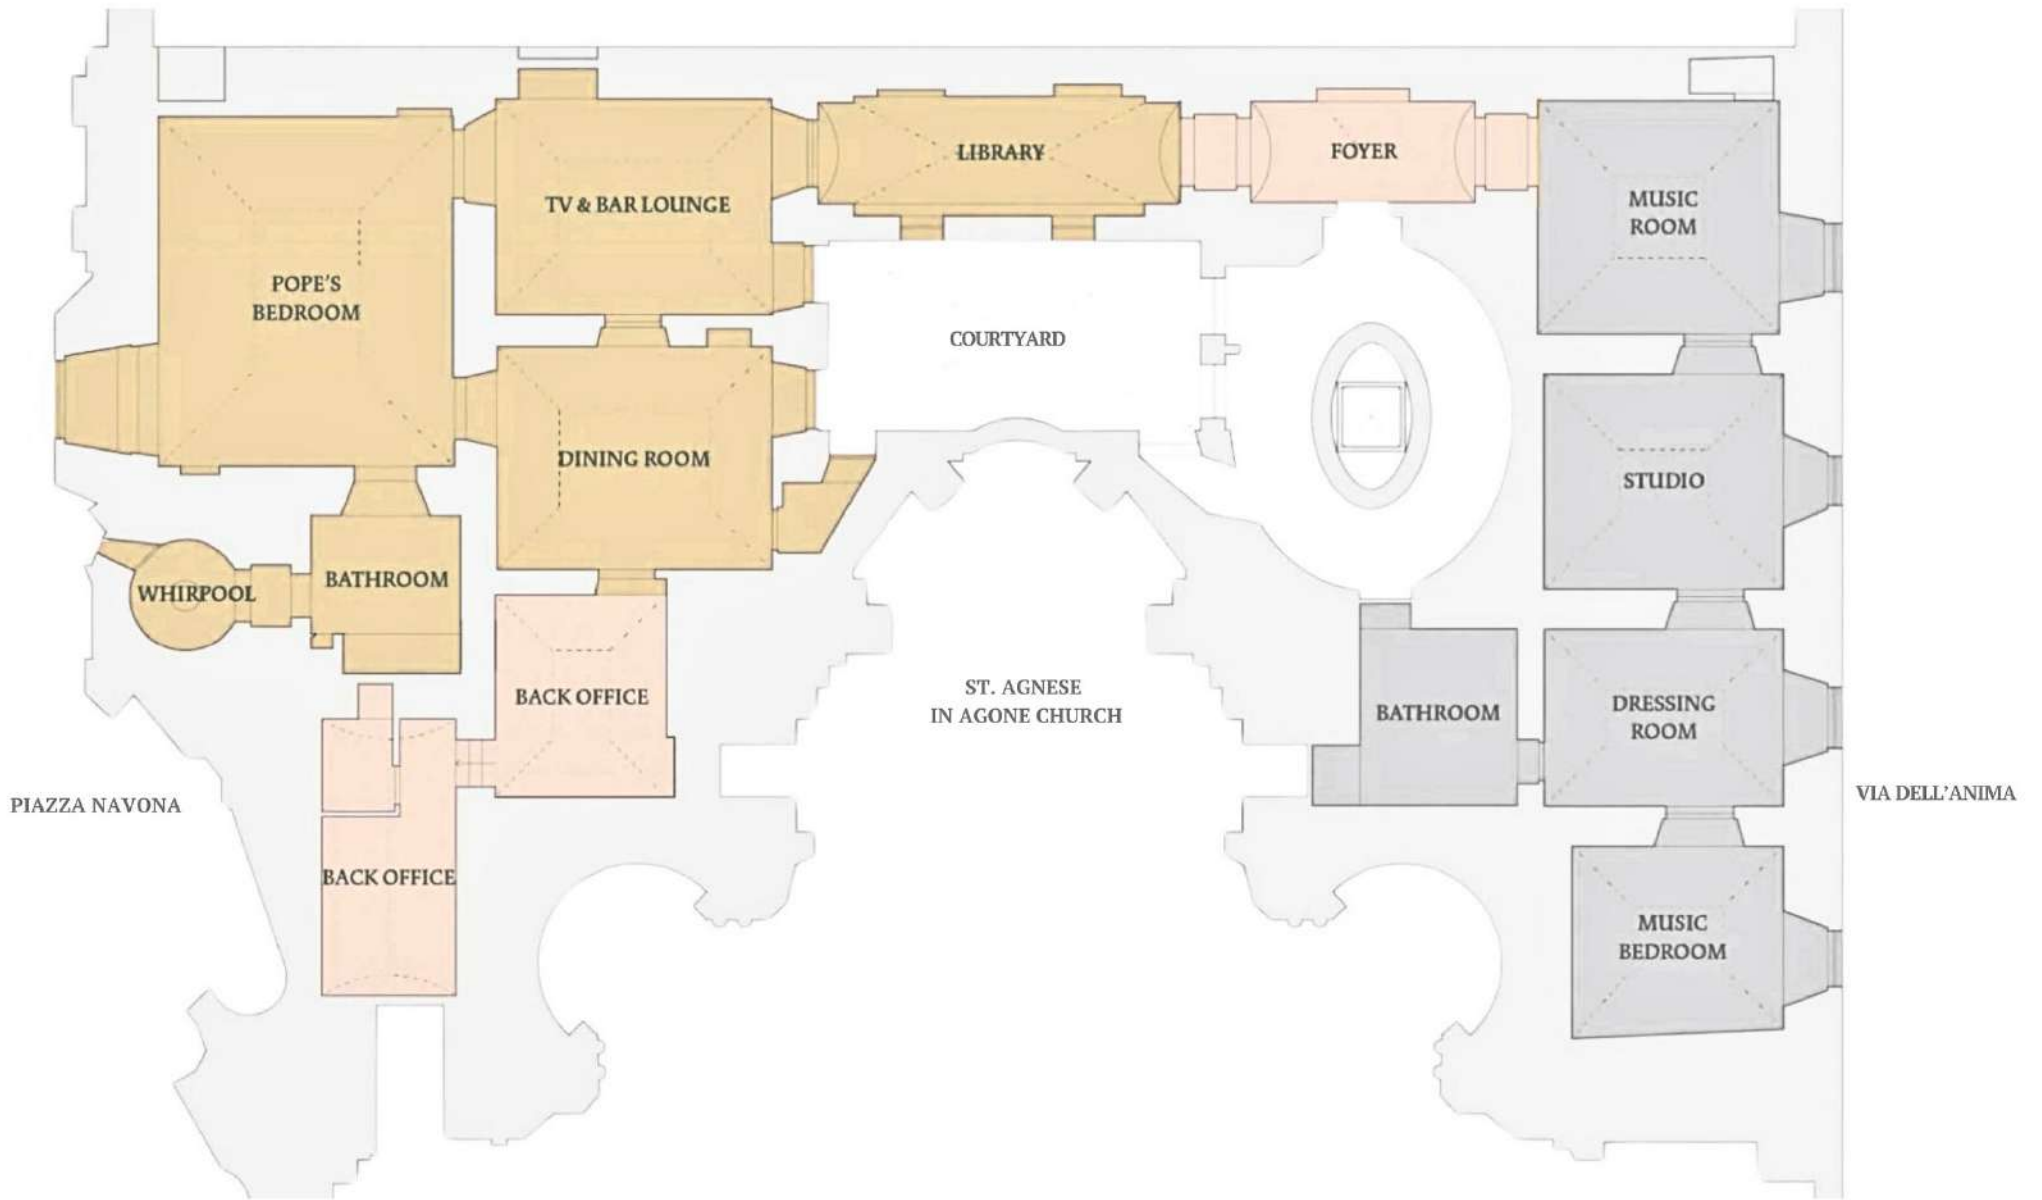 LIBRARY
FOYER
TV & BAR LOUNGE
MUSIC
ROOM
POPE'S
BEDROOM
COURTYARD
DINING ROOM
STUDIO
WHIRPOOL
BATHROOM
BACK OFFICE
ST. AGNESE
IN AGONE CHURCH
BATHROOM
DRESSING
ROOM
PIAZZA NAVONA
VIA DELL'ANIMA
BACK OFFICE
MUSIC
BEDROOM